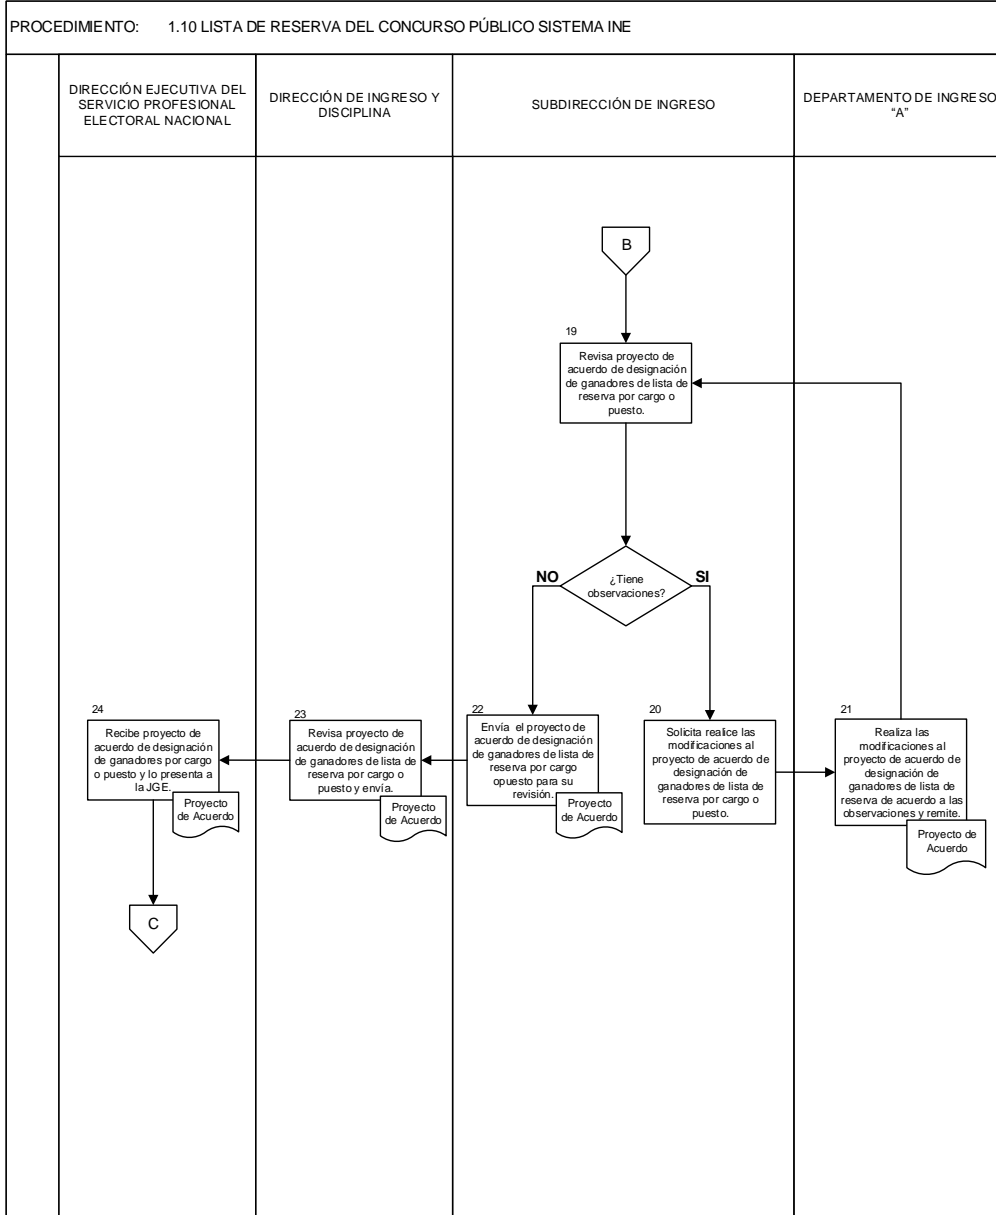 PROCEDIMIENTO: 1.10 LISTA DE RESERVA DEL CONCURSO PÚBLICO SISTEMA INE
DIRECCIÓN EJECUTIVA DEL
SERVICIO PROFESIONAL
ELECTORAL NACIONAL
DIRECCIÓN DE INGRESO Y
DISCIPLINA
SUBDIRECCIÓN DE INGRESO
DEPARTAMENTO DE INGRESO
“A”
B
19
Revisa proyecto de
acuerdo de designación
de ganadores de lista de
reserva por cargo o
puesto.
¿Tiene
observaciones?
NO
SI
24
Recibe proyecto de
acuerdo de designación
de ganadores por cargo
o puesto y lo presenta a
la JGE.
Proyecto
de Acuerdo
23
Revisa proyecto de
acuerdo de designación
de ganadores de lista de
reserva por cargo o
puesto y envía.
Proyecto
de Acuerdo
22
Envía el proyecto de
acuerdo de designación
de ganadores de lista de
reserva por cargo
opuesto para su
revisión.
Proyecto
de Acuerdo
20
Solicita realice las
modificaciones al
proyecto de acuerdo de
designación de
ganadores de lista de
reserva por cargo o
puesto.
21
Realiza las
modificaciones al
proyecto de acuerdo de
designación de
ganadores de lista de
reserva de acuerdo a las
observaciones y remite.
Proyecto de
Acuerdo
C